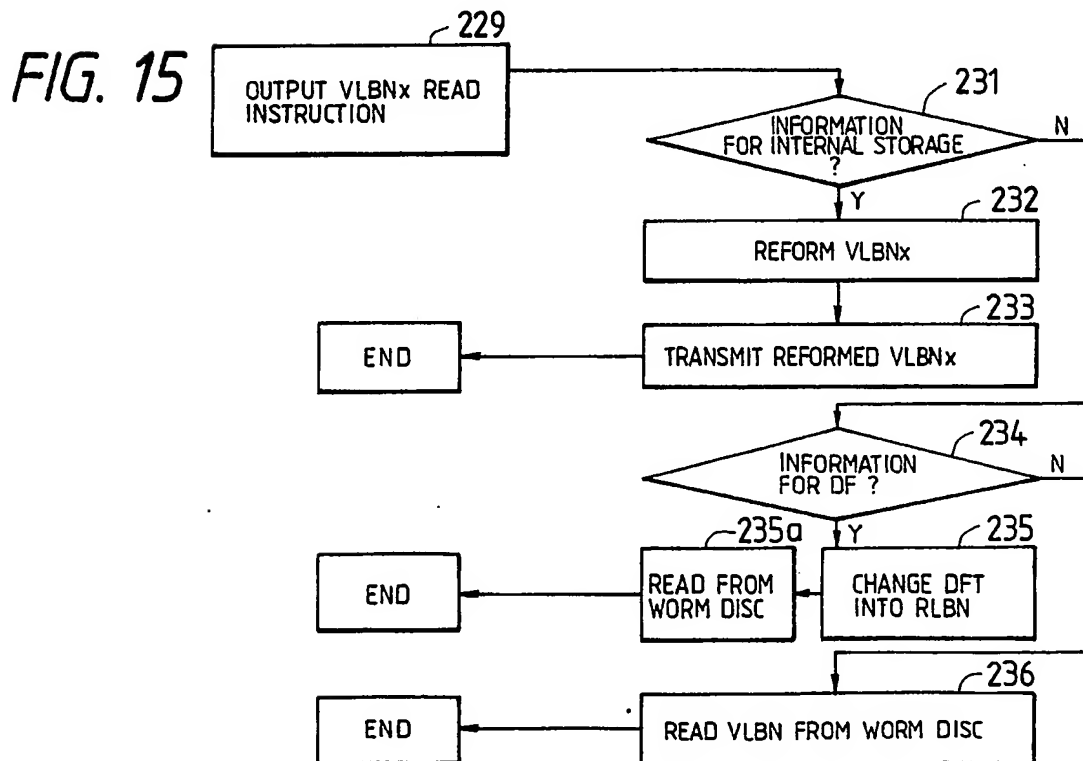 FIG. 15
229
OUTPUT VLBNx READ
INSTRUCTION
231
INFORMATION
FOR INTERNAL STORAGE
?
N
Y
232
REFORM VLBNx
233
TRANSMIT REFORMED VLBNx
END
234
INFORMATION
FOR DF ?
N
Y
235
CHANGE DFT
INTO RLBN
235a
READ FROM
WORM DISC
END
236
READ VLBN FROM WORM DISC
END